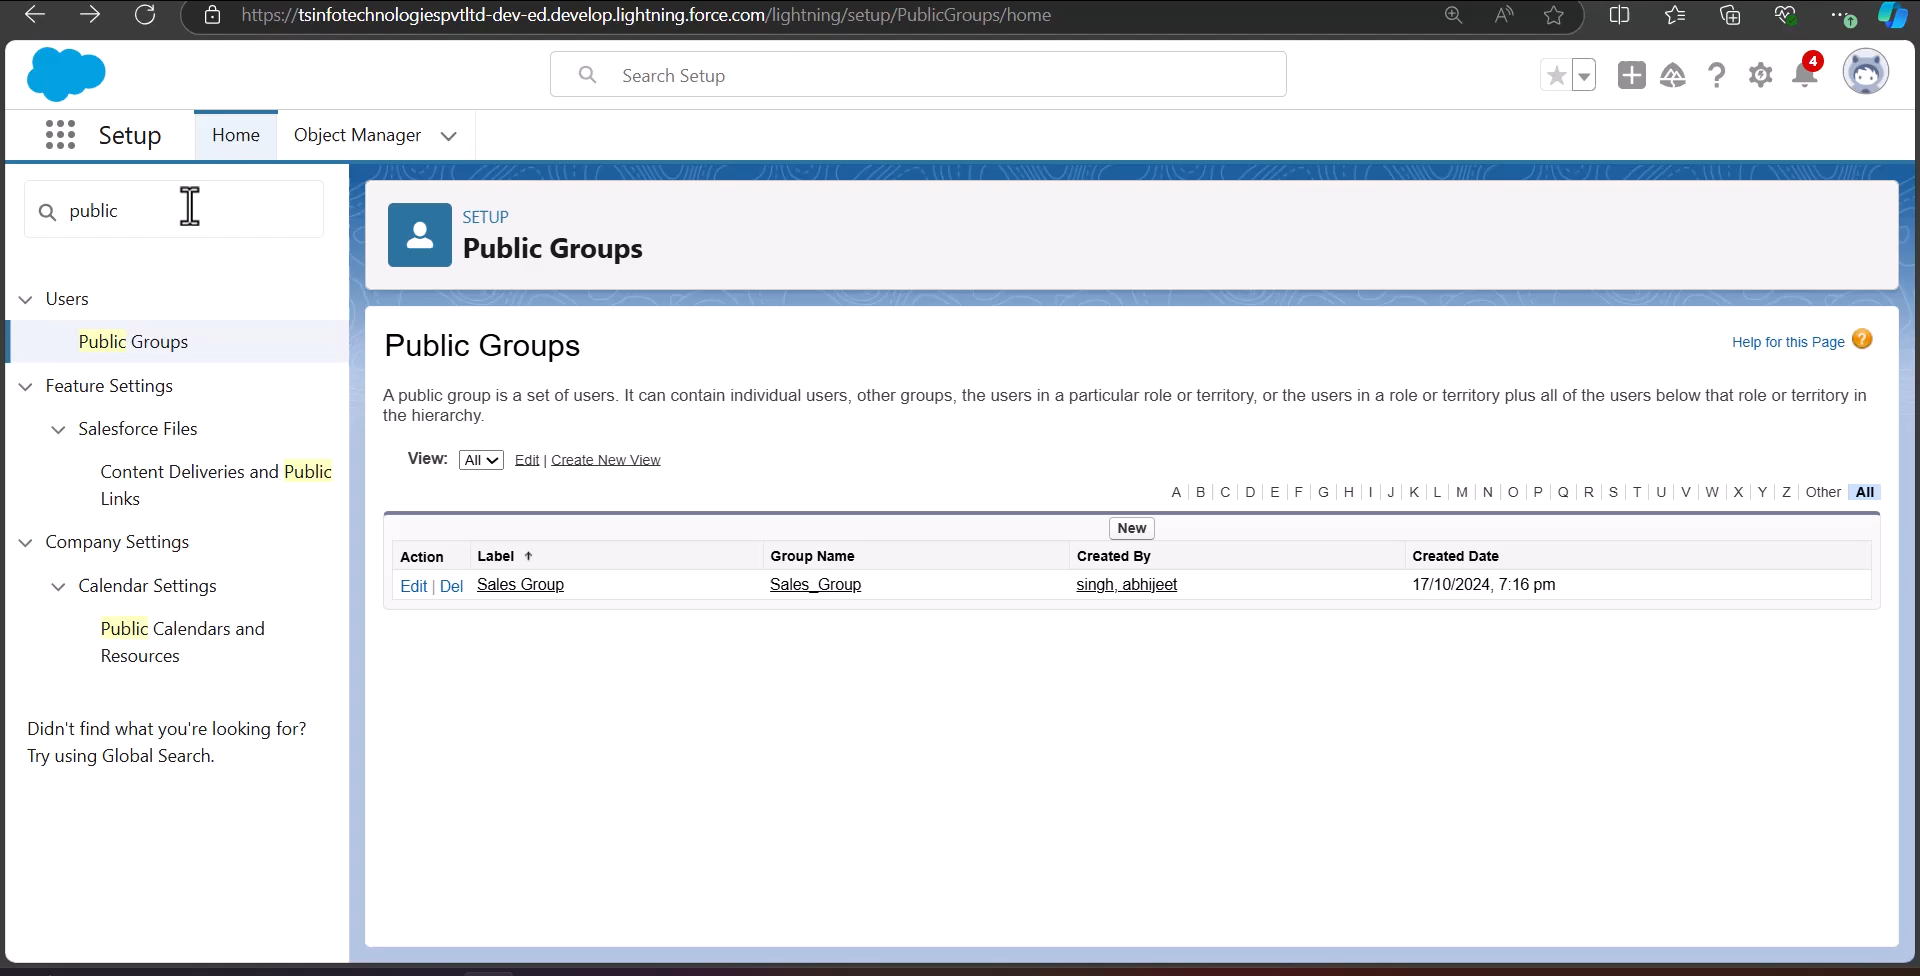 https://tsinfotechnologiespvtltd-dev-ed.develop.lightning.force.com/lightning/setup/PublicGroups/home
Search Setup
4
Setup
Home
Object Manager
public
Users
Public Groups
Feature Settings
Salesforce Files
Content Deliveries and Public
Links
Company Settings
Calendar Settings
Public Calendars and
Resources
Didn't find what you're looking for?
Try using Global Search.
SETUP
Public Groups
Public Groups
Help for this Page ?
A public group is a set of users. It can contain individual users, other groups, the users in a particular role or territory, or the users in a role or territory plus all of the users below that role or territory in
the hierarchy.
View: All Edit | Create New View
A | B | C | D | E | F | G | H | I | J | K | L | M | N | O | P | Q | R | S | T | U | V | W | X | Y | Z | Other | All
New
Action Label ↑ Group Name Created By Created Date
Edit | Del Sales Group Sales_Group singh, abhijeet 17/10/2024, 7:16 pm